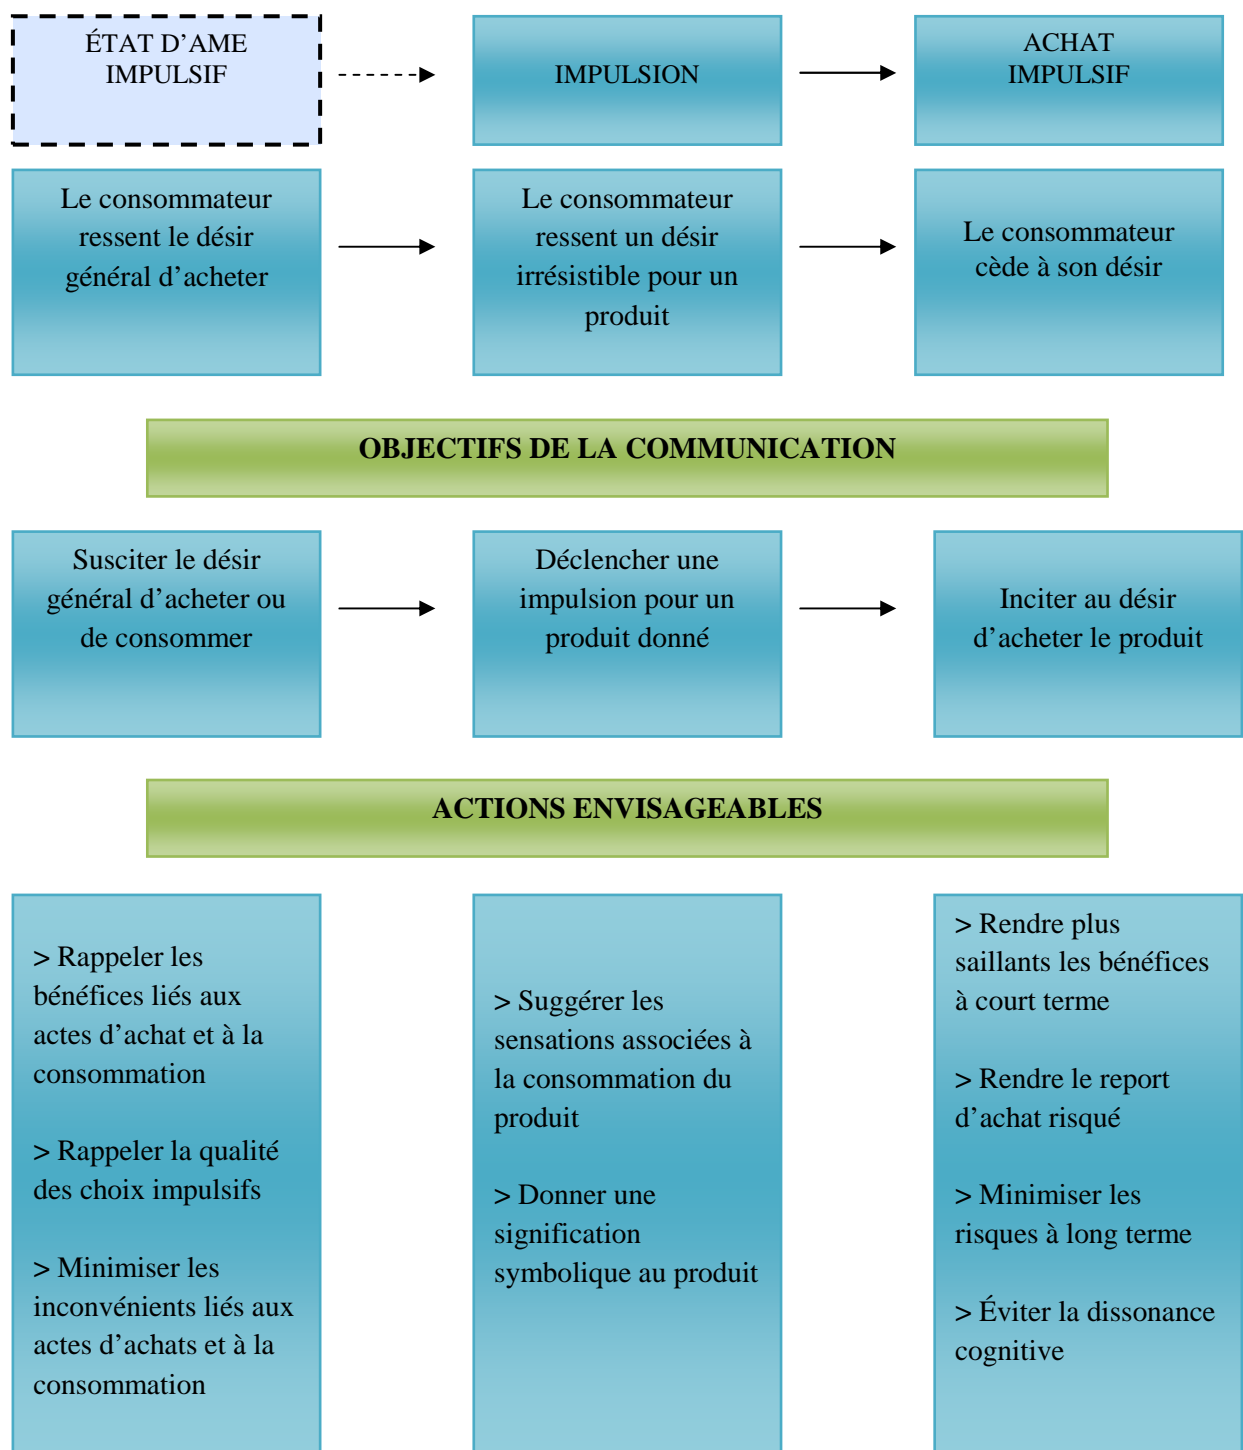 ÉTAT D’AME
IMPULSIF
IMPULSION
ACHAT
IMPULSIF
Le consommateur
ressent le désir
général d’acheter
Le consommateur
ressent un désir
irrésistible pour un
produit
Le consommateur
cède à son désir
OBJECTIFS DE LA COMMUNICATION
Susciter le désir
général d’acheter ou
de consommer
Déclencher une
impulsion pour un
produit donné
Inciter au désir
d’acheter le produit
ACTIONS ENVISAGEABLES
> Rappeler les
bénéfices liés aux
actes d’achat et à la
consommation
> Rappeler la qualité
des choix impulsifs
> Minimiser les
inconvénients liés aux
actes d’achats et à la
consommation
> Suggérer les
sensations associées à
la consommation du
produit
> Donner une
signification
symbolique au produit
> Rendre plus
saillants les bénéfices
à court terme
> Rendre le report
d’achat risqué
> Minimiser les
risques à long terme
> Éviter la dissonance
cognitive